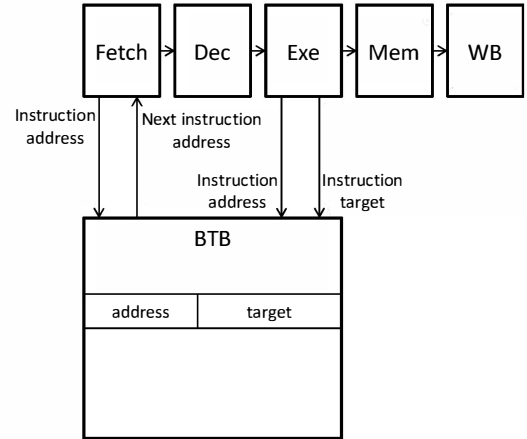 Fetch
Dec
Exe
Mem
WB
Instruction
address
Next instruction
address
Instruction
address
Instruction
target
BTB
address
target